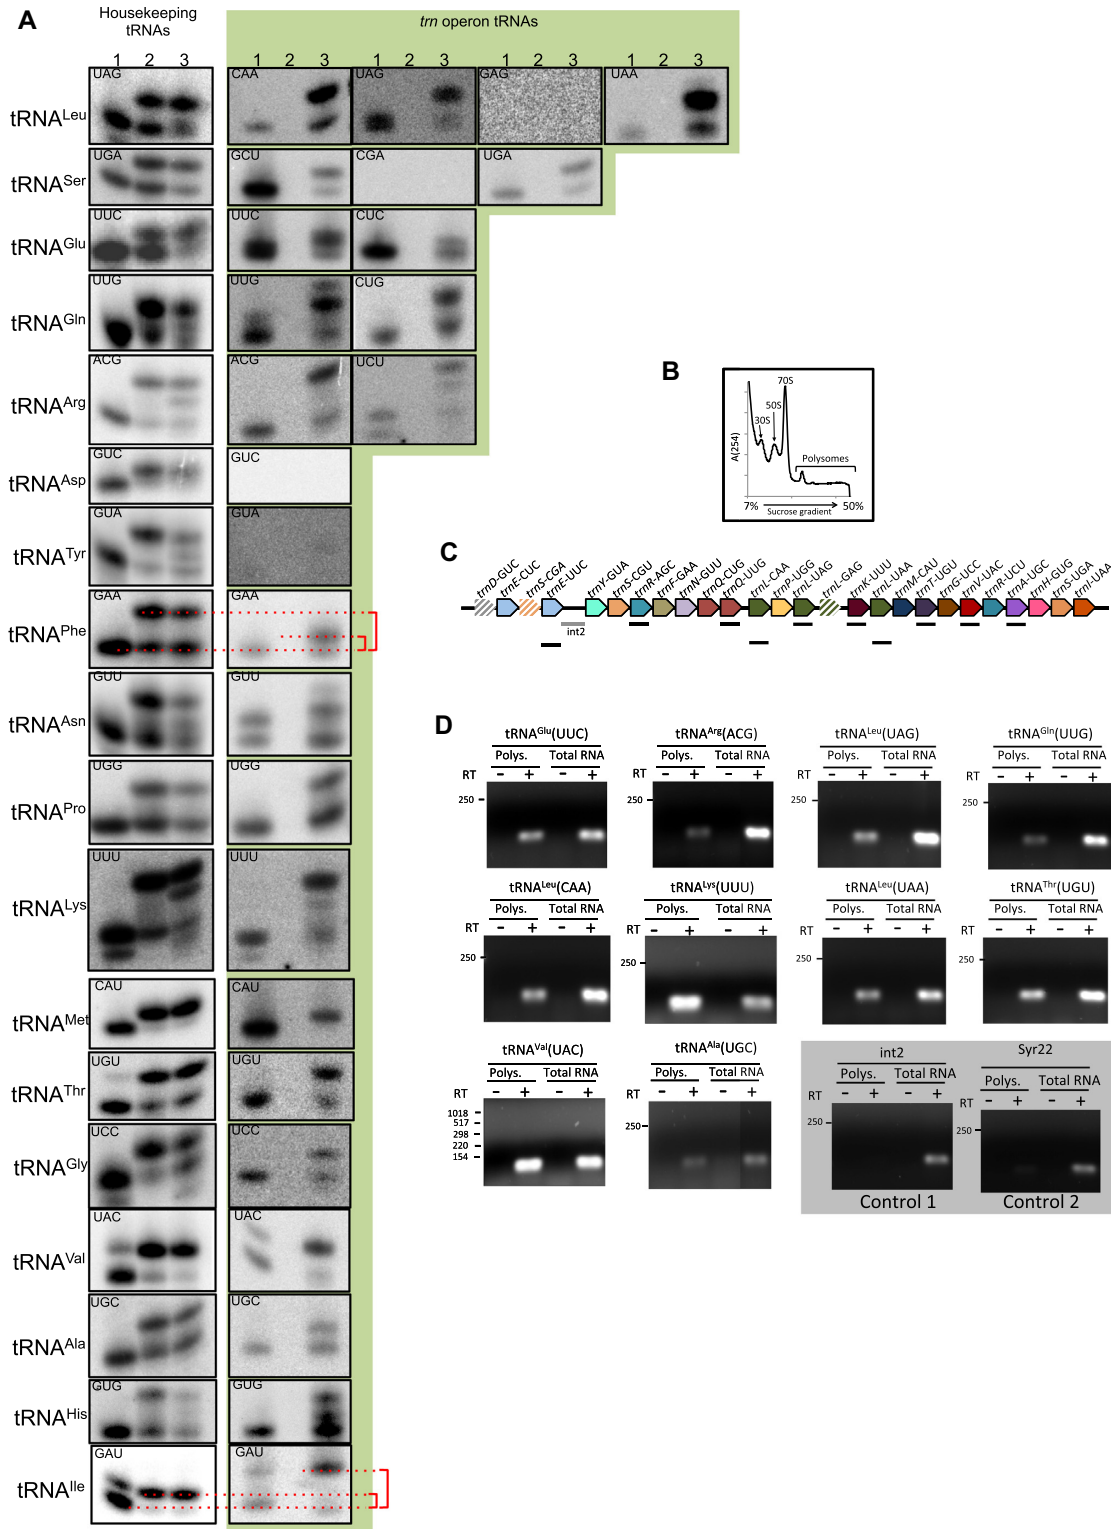 A
Housekeeping
tRNAs
trn operon tRNAs
1 2 3
1 2 3
1 2 3
1 2 3
tRNALeu
UAG
CAA
UAG
GAG
UAA
tRNASer
UGA
GCU
CGA
UGA
tRNAGlu
UUC
UUC
CUC
tRNAGln
UUG
UUG
CUG
tRNAArg
ACG
ACG
UCU
tRNAAsp
GUC
GUC
tRNATyr
GUA
GUA
tRNAPhe
GAA
GAA
tRNAAsn
GUU
GUU
tRNAPro
UGG
UGG
tRNALys
UUU
UUU
tRNAMet
CAU
CAU
tRNAThr
UGU
UGU
tRNAGly
UCC
UCC
tRNAVal
UAC
UAC
tRNAAla
UGC
UGC
tRNAHis
GUG
GUG
tRNAIle
GAU
GAU
B
A(254)
30S
50S
70S
Polysomes
7% Sucrose gradient 50%
C
trnD-GUC
trnE-CUC
trnS-CGA
trnE-UUC
trnY-GUA
trnS-CGU
trnR-AGC
trnF-GAA
trnN-GUU
trnQ-CUG
trnQ-UUG
trnL-CAA
trnP-UGG
trnL-UAG
trnL-GAG
trnK-UUU
trnL-UAA
trnM-CAU
trnT-UGU
trnG-UCC
trnV-UAC
trnR-UCU
trnA-UGC
trnH-GUG
trnS-UGA
trnI-UAA
int2
D
tRNAGlu(UUC)
Polys. Total RNA
RT - + - +
250
tRNAArg(ACG)
Polys. Total RNA
RT - + - +
250
tRNALeu(UAG)
Polys. Total RNA
RT - + - +
250
tRNAGln(UUG)
Polys. Total RNA
RT - + - +
250
tRNALeu(CAA)
Polys. Total RNA
RT - + - +
250
tRNALys(UUU)
Polys. Total RNA
RT - + - +
250
tRNALeu(UAA)
Polys. Total RNA
RT - + - +
250
tRNAThr(UGU)
Polys. Total RNA
RT - + - +
250
tRNAVal(UAC)
Polys. Total RNA
RT - + - +
1018
517
298
220
154
tRNAAla(UGC)
Polys. Total RNA
RT - + - +
250
int2
Polys. Total RNA
RT - + - +
250
Control 1
Syr22
Polys. Total RNA
RT - + - +
250
Control 2